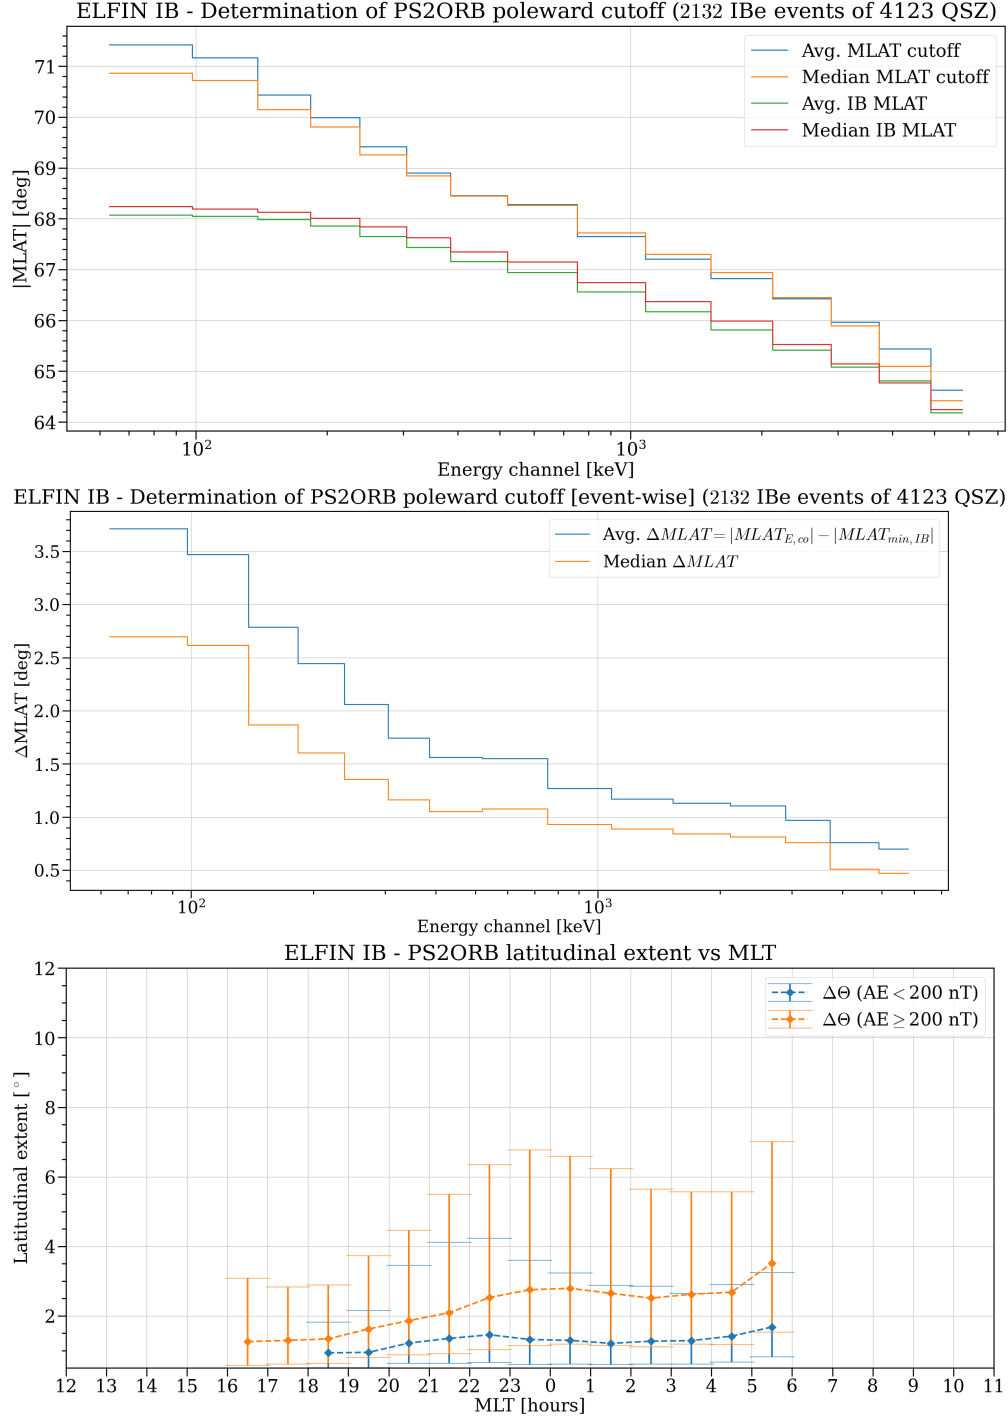 ELFIN IB - Determination of PS2ORB poleward cutoff (2132 IBe events of 4123 QSZ)
Avg. MLAT cutoff
Median MLAT cutoff
Avg. IB MLAT
Median IB MLAT
71
70
69
68
67
66
65
64
|MLAT| [deg]
10² 10³
Energy channel [keV]
ELFIN IB - Determination of PS2ORB poleward cutoff [event-wise] (2132 IBe events of 4123 QSZ)
Avg. ΔMLAT = |MLAT_{E,co}| − |MLAT_{min,IB}|
Median ΔMLAT
3.5
3.0
2.5
2.0
1.5
1.0
0.5
ΔMLAT [deg]
10² 10³
Energy channel [keV]
ELFIN IB - PS2ORB latitudinal extent vs MLT
ΔΘ (AE < 200 nT)
ΔΘ (AE ≥ 200 nT)
12
10
8
6
4
2
Latitudinal extent [°]
12 13 14 15 16 17 18 19 20 21 22 23 0 1 2 3 4 5 6 7 8 9 10 11
MLT [hours]